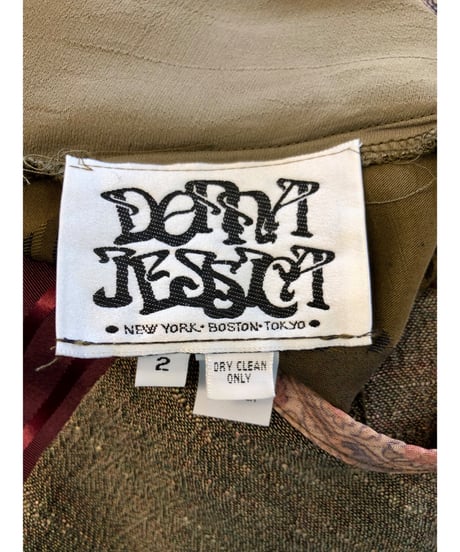 DONNA
JESSICA
• NEW YORK • BOSTON • TOKYO •
2
DRY CLEAN
ONLY